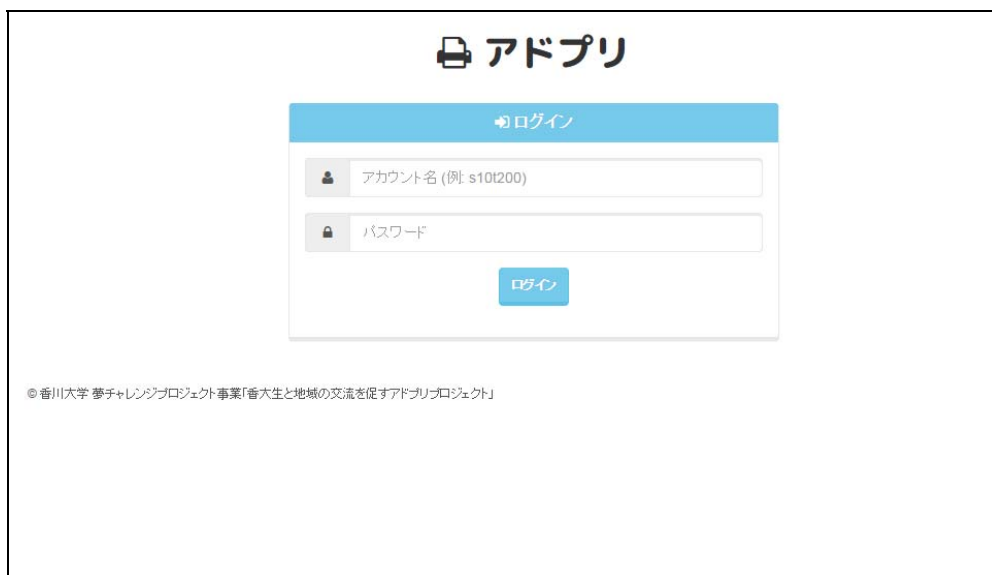 アドプリ
ログイン
アカウント名 (例: s10t200)
パスワード
ログイン
© 香川大学 夢チャレンジプロジェクト事業「香大生と地域の交流を促すアドプリプロジェクト」